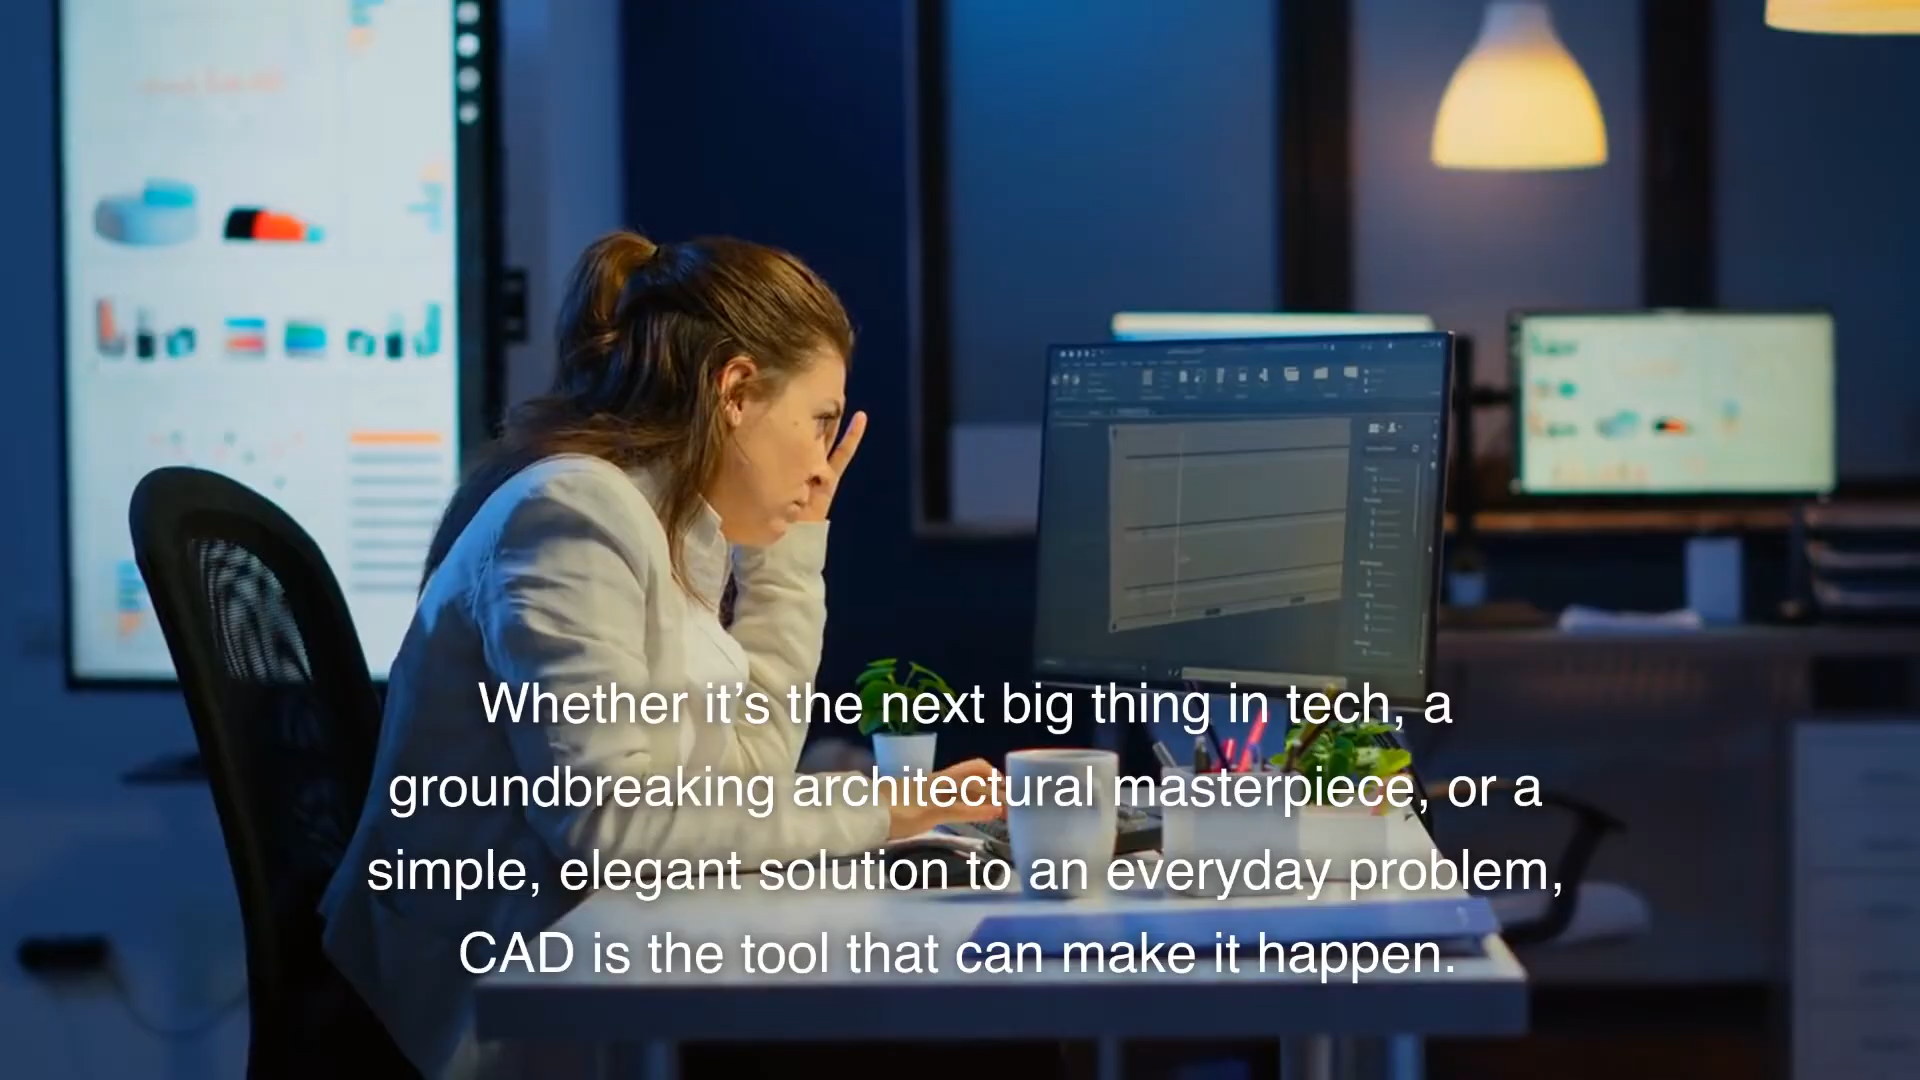 Whether it’s the next big thing in tech, a
groundbreaking architectural masterpiece, or a
simple, elegant solution to an everyday problem,
CAD is the tool that can make it happen.